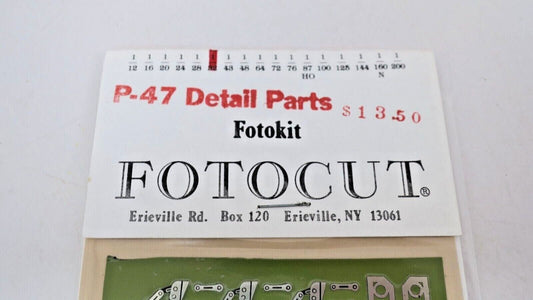 1 1 1 1 1 1 1 1 1 1 1 1 1 1 1 1
12 16 20 24 28 32 43 48 64 72 76 87 100 125 144 160 200
HO N
P-47 Detail Parts
$13.50
Fotokit
FOTOCUT®
Erieville Rd. Box 120 Erieville, NY 13061